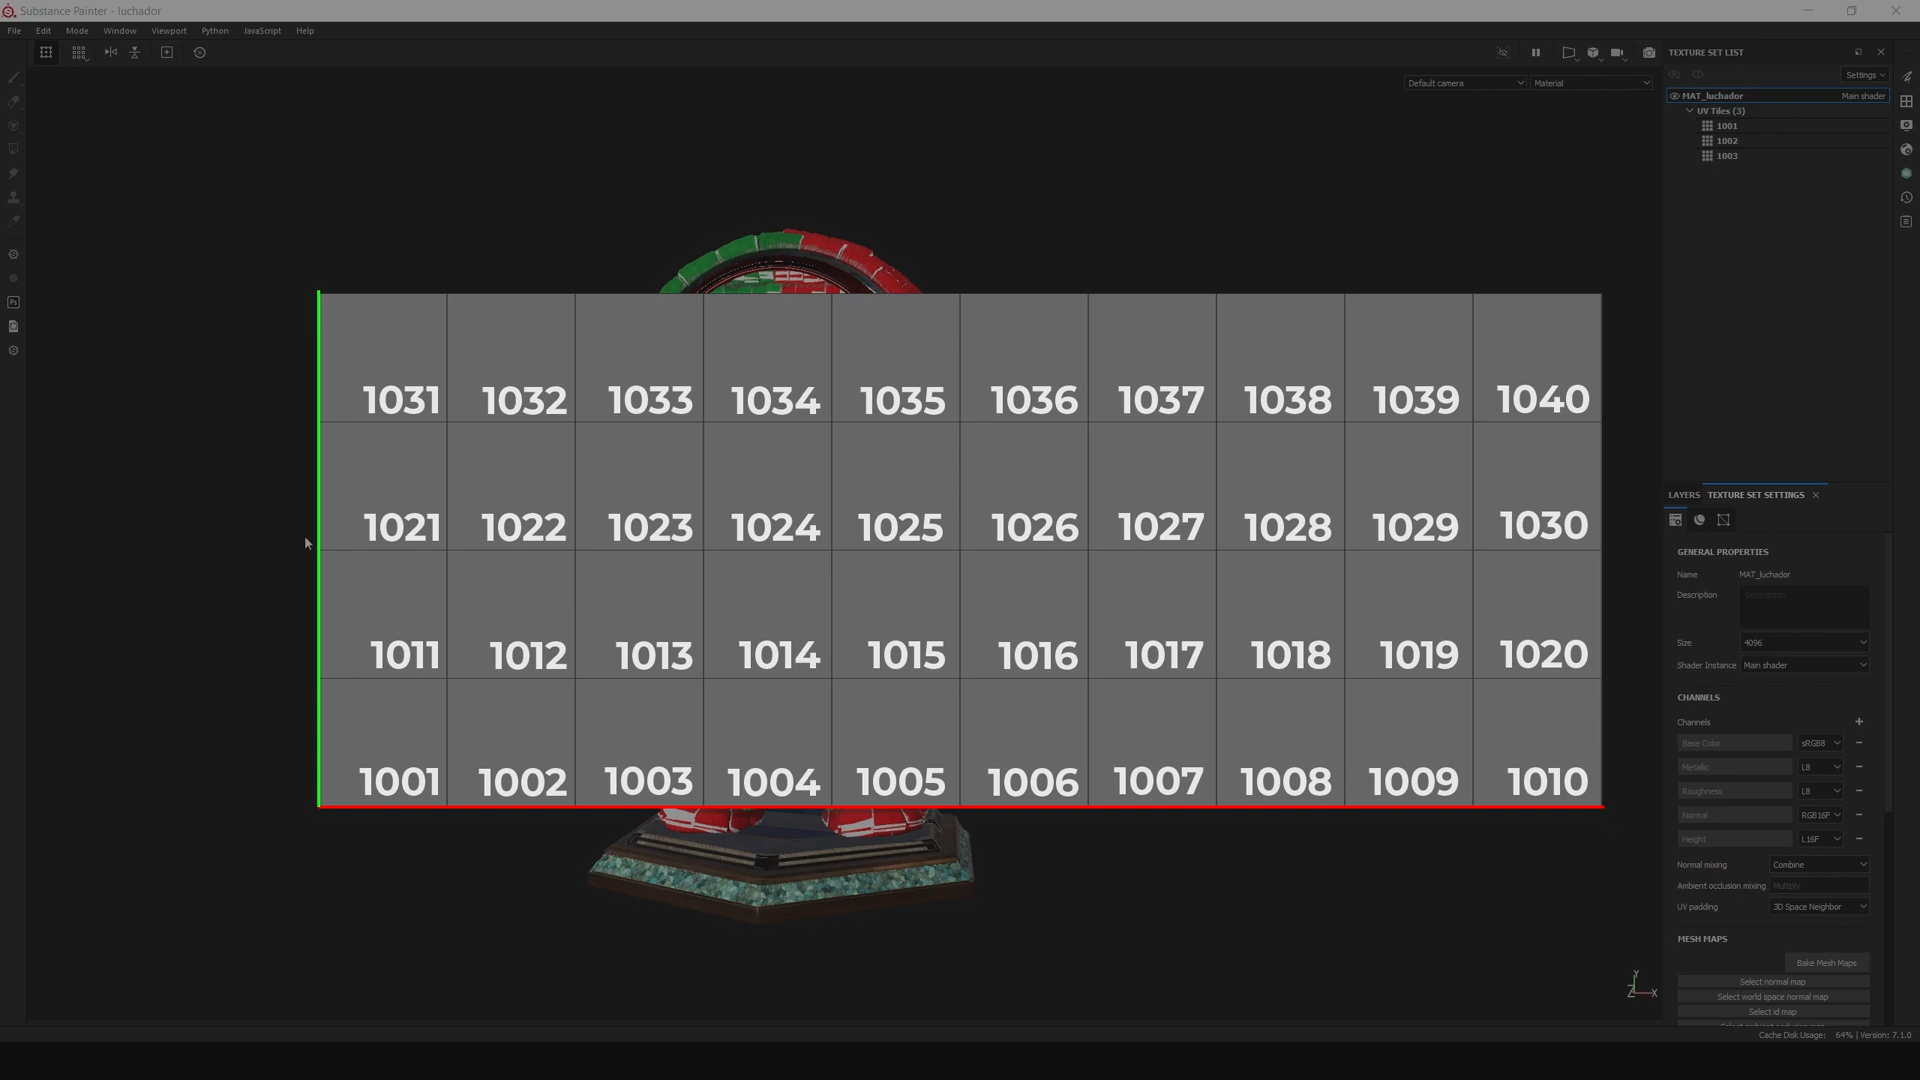 Substance Painter - luchador
File Edit Mode Window Viewport Python JavaScript Help
TEXTURE SET LIST
Default camera
Material
Settings
MAT_luchador Main shader
UV Tiles (3)
1001
1002
1003
1031 1032 1033 1034 1035 1036 1037 1038 1039 1040
1021 1022 1023 1024 1025 1026 1027 1028 1029 1030
1011 1012 1013 1014 1015 1016 1017 1018 1019 1020
1001 1002 1003 1004 1005 1006 1007 1008 1009 1010
Ps
LAYERS TEXTURE SET SETTINGS
GENERAL PROPERTIES
Name MAT_luchador
Description Description
Size 4096
Shader Instance Main shader
CHANNELS
Channels
Base Color sRGB8
Metallic L8
Roughness L8
Normal RGB16F
Height L16F
Normal mixing Combine
Ambient occlusion mixing Multiply
UV padding 3D Space Neighbor
MESH MAPS
Bake Mesh Maps
Select normal map
Select world space normal map
Select id map
Y
Z X
Cache Disk Usage: 64% | Version: 7.1.0